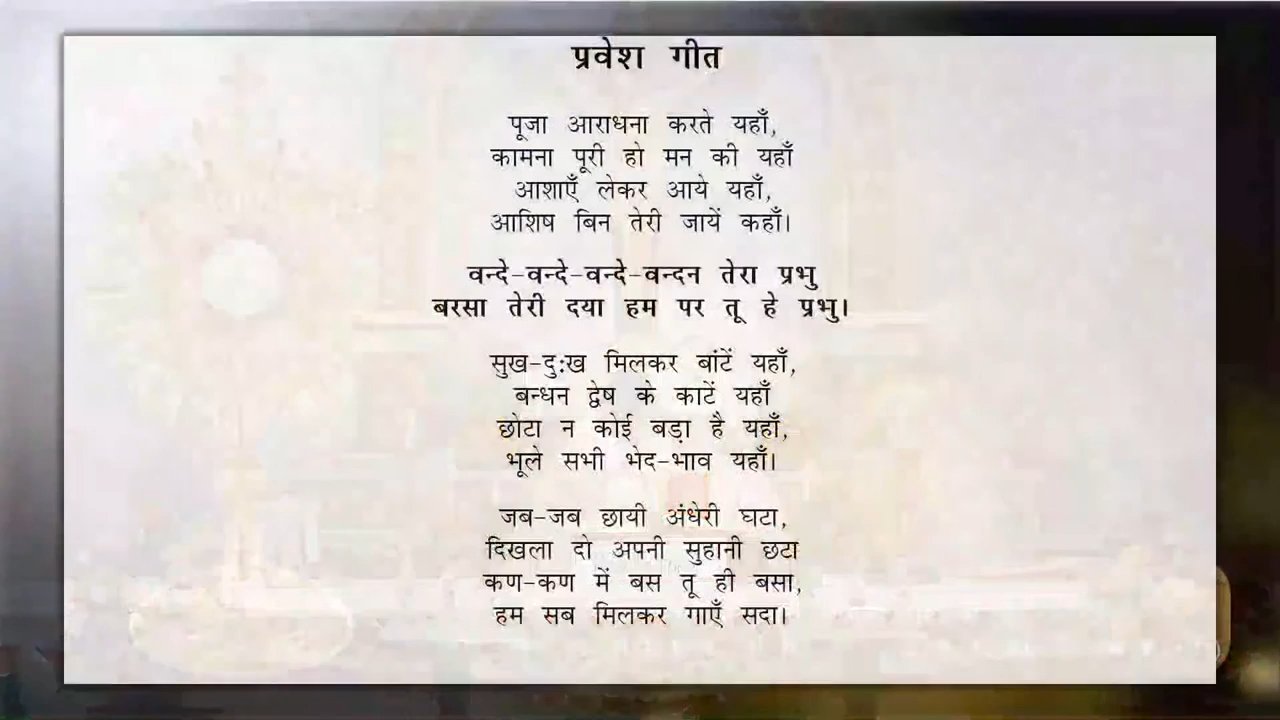 प्रवेश गीत
पूजा आराधना करते यहाँ,
कामना पूरी हो मन की यहाँ
आशाएँ लेकर आये यहाँ,
आशिष बिन तेरी जायें कहाँ।
वन्दे-वन्दे-वन्दे-वन्दन तेरा प्रभु
बरसा तेरी दया हम पर तू हे प्रभु।
सुख-दुःख मिलकर बांटें यहाँ,
बन्धन द्वेष के काटें यहाँ
छोटा न कोई बड़ा है यहाँ,
भूले सभी भेद-भाव यहाँ।
जब-जब छायी अंधेरी घटा,
दिखला दो अपनी सुहानी छटा
कण-कण में बस तू ही बसा,
हम सब मिलकर गाएँ सदा।